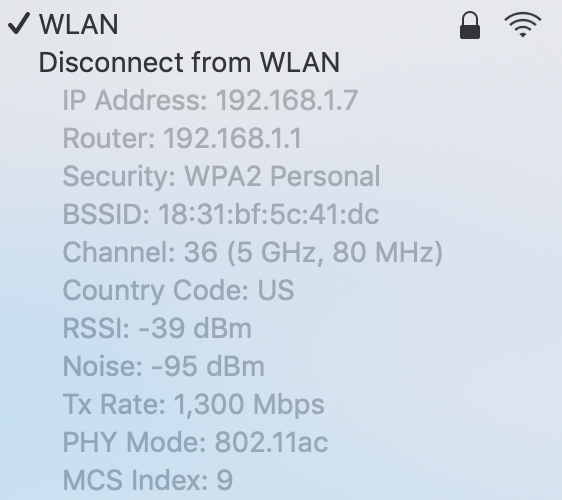 WLAN
Disconnect from WLAN
IP Address: 192.168.1.7
Router: 192.168.1.1
Security: WPA2 Personal
BSSID: 18:31:bf:5c:41:dc
Channel: 36 (5 GHz, 80 MHz)
Country Code: US
RSSI: -39 dBm
Noise: -95 dBm
Tx Rate: 1,300 Mbps
PHY Mode: 802.11ac
MCS Index: 9